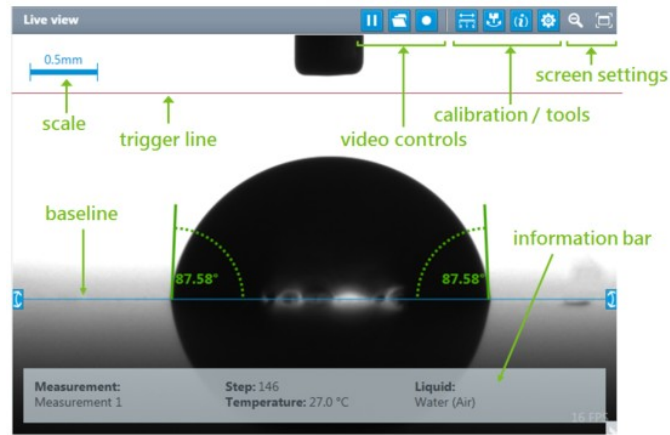 Live view
0.5mm
screen settings
scale
trigger line
video controls
calibration / tools
baseline
information bar
87.58°
87.58°
Measurement:
Measurement 1
Step: 146
Temperature: 27.0 °C
Liquid:
Water (Air)
16 FPS